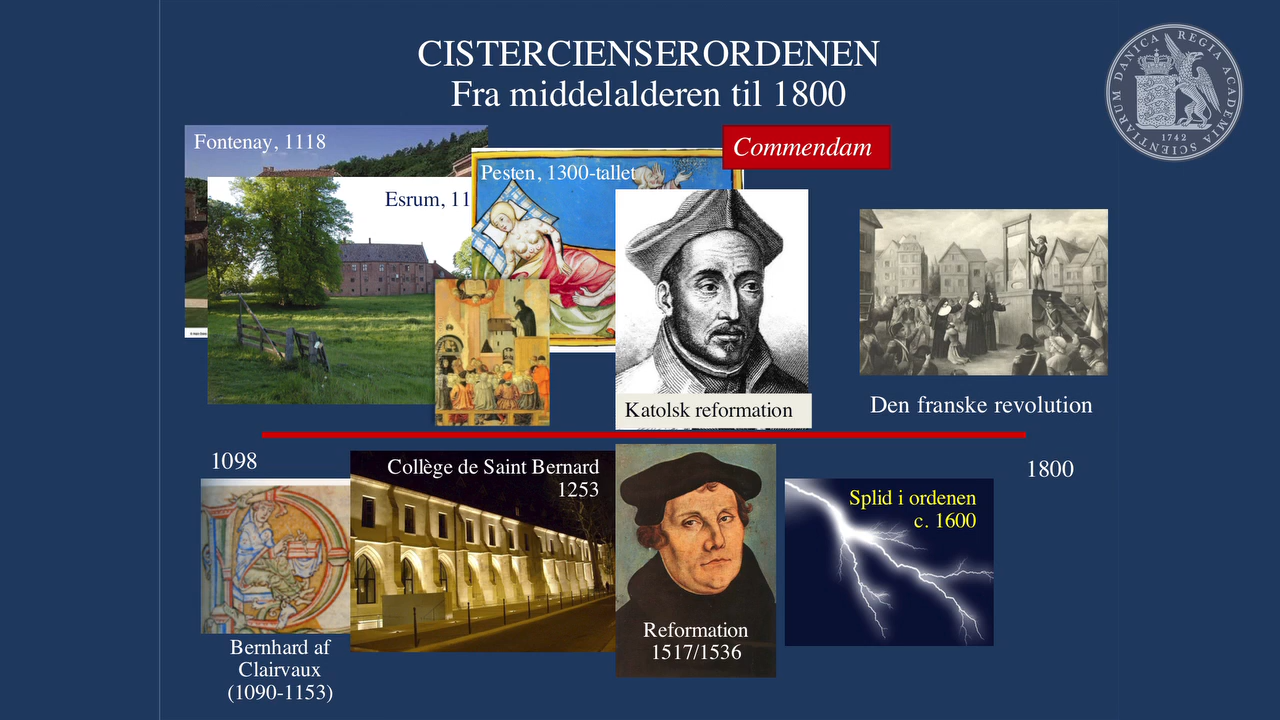 CISTERCIENSERORDENEN
Fra middelalderen til 1800
REGIA ACADEMIA SCIENTIARUM DANICA
1742
Fontenay, 1118
Esrum, 11
Pesten, 1300-tallet
Commendam
Katolsk reformation
Den franske revolution
1098
1800
Collège de Saint Bernard
1253
Splid i ordenen
c. 1600
Reformation
1517/1536
Bernhard af
Clairvaux
(1090-1153)